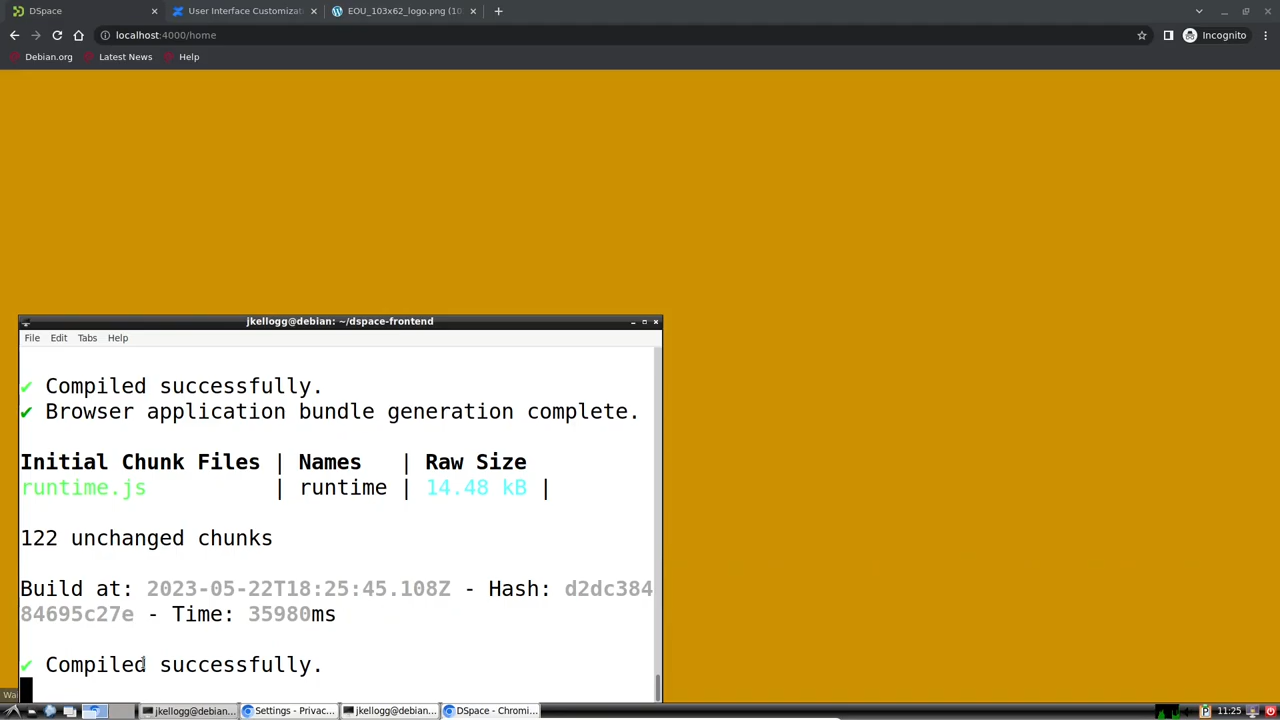 DSpace
User Interface Customizati
EOU_103x62_logo.png (10
localhost:4000/home
Incognito
Debian.org
Latest News
Help
jkellogg@debian: ~/dspace-frontend
File Edit Tabs Help
✔ Compiled successfully.
✔ Browser application bundle generation complete.
Initial Chunk Files | Names | Raw Size
runtime.js | runtime | 14.48 kB |
122 unchanged chunks
Build at: 2023-05-22T18:25:45.108Z - Hash: d2dc384
84695c27e - Time: 35980ms
✔ Compiled successfully.
Wai
jkellogg@debian...
Settings - Privac...
jkellogg@debian...
DSpace - Chromi...
11:25